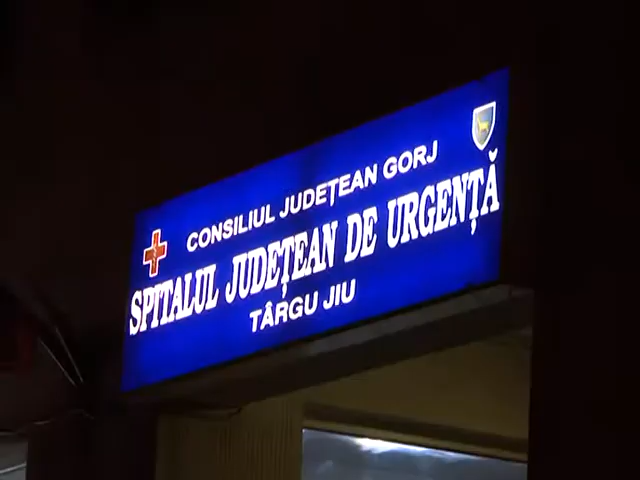 CONSILIUL JUDEȚEAN GORJ
SPITALUL JUDEȚEAN DE URGENȚĂ
TÂRGU JIU